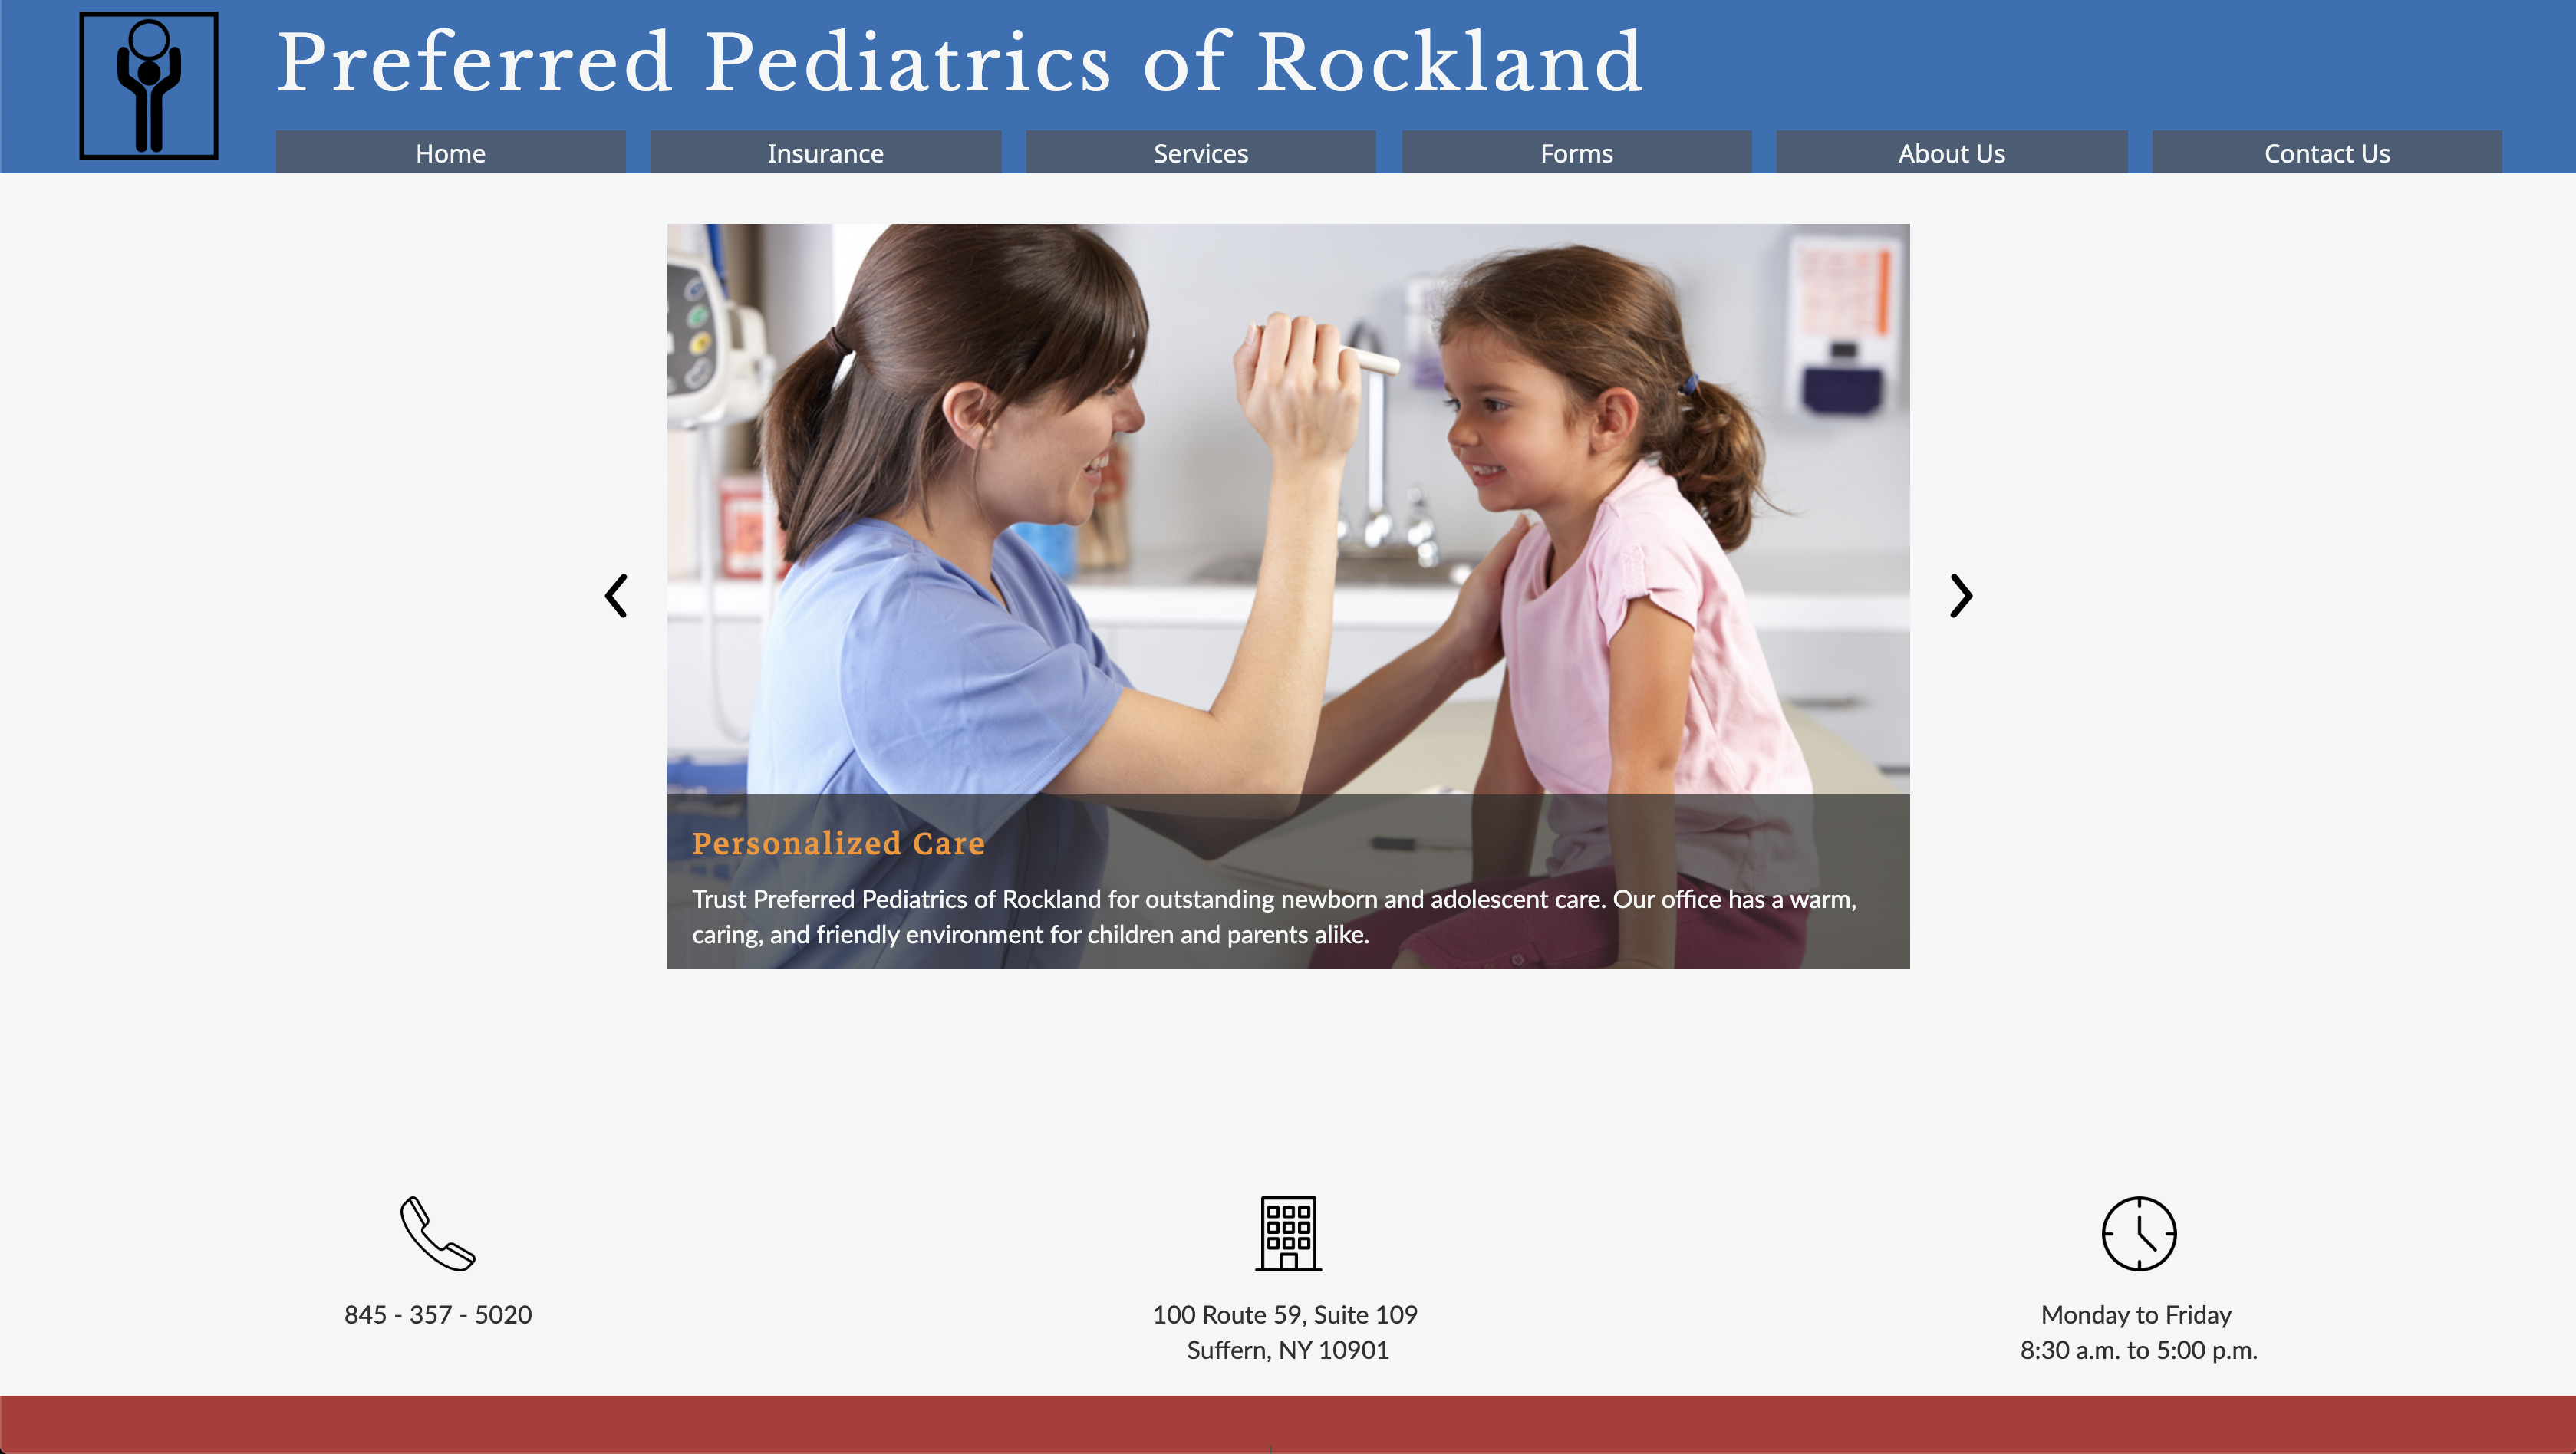 Preferred Pediatrics of Rockland
Home
Insurance
Services
Forms
About Us
Contact Us
Personalized Care
Trust Preferred Pediatrics of Rockland for outstanding newborn and adolescent care. Our office has a warm,
caring, and friendly environment for children and parents alike.
845 - 357 - 5020
100 Route 59, Suite 109
Suffern, NY 10901
Monday to Friday
8:30 a.m. to 5:00 p.m.